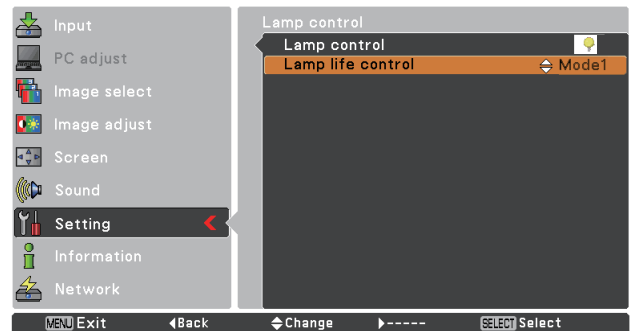 Input
PC adjust
Image select
Image adjust
Screen
Sound
Setting
Information
Network
Lamp control
Lamp control
Lamp life control Mode1
MENU Exit Back Change ----- SELECT Select